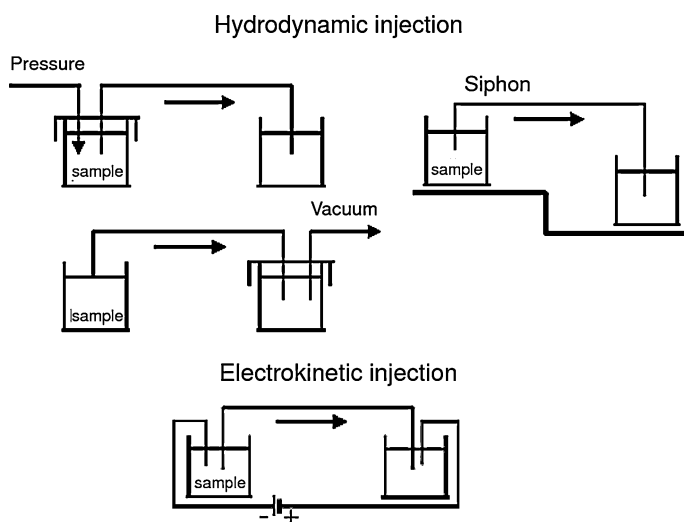 Hydrodynamic injection
Pressure
sample
Siphon
sample
Vacuum
sample
Electrokinetic injection
sample
- +